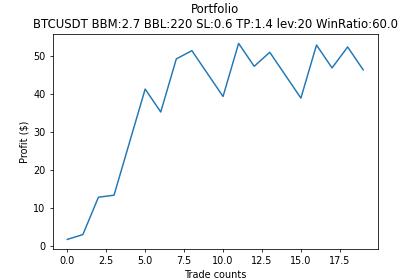 Portfolio
BTCUSDT BBM:2.7 BBL:220 SL:0.6 TP:1.4 lev:20 WinRatio:60.0
50
40
30
20
10
0
Profit ($)
0.0 2.5 5.0 7.5 10.0 12.5 15.0 17.5
Trade counts